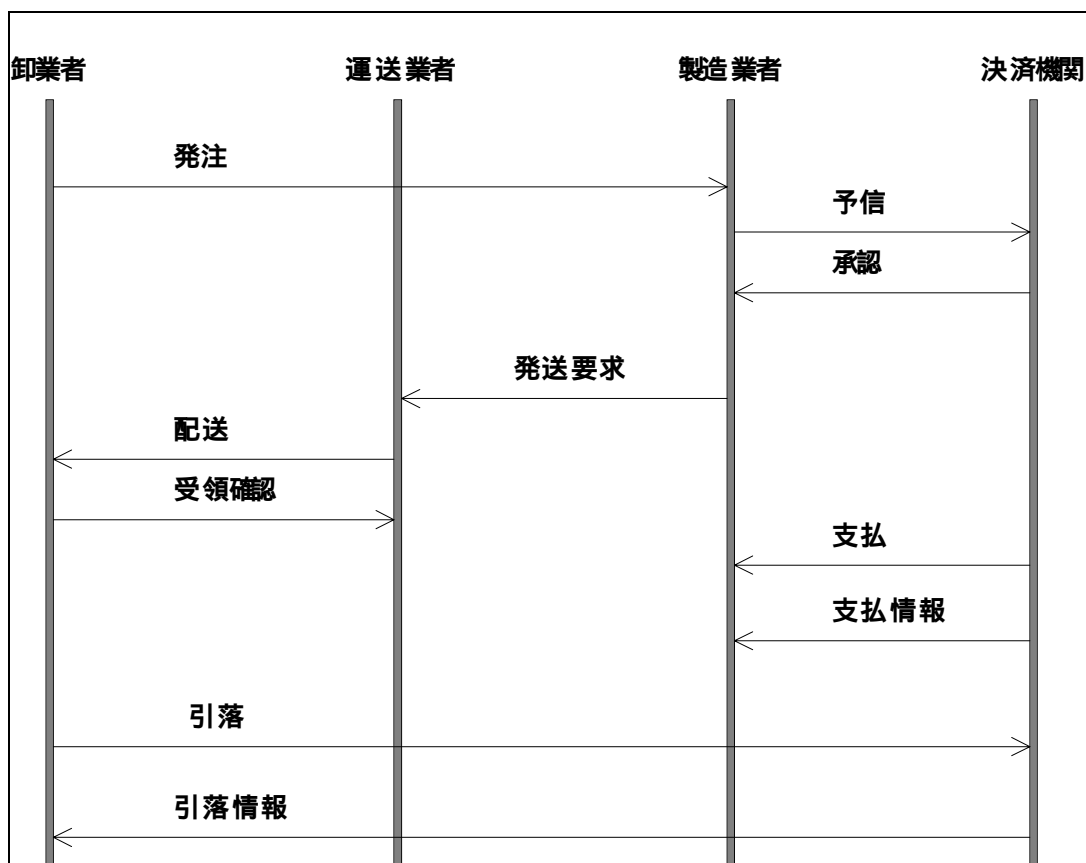 卸業者 運送業者 製造業者 決済機関
発注
予信
承認
発送要求
配送
受領確認
支払
支払情報
引落
引落情報